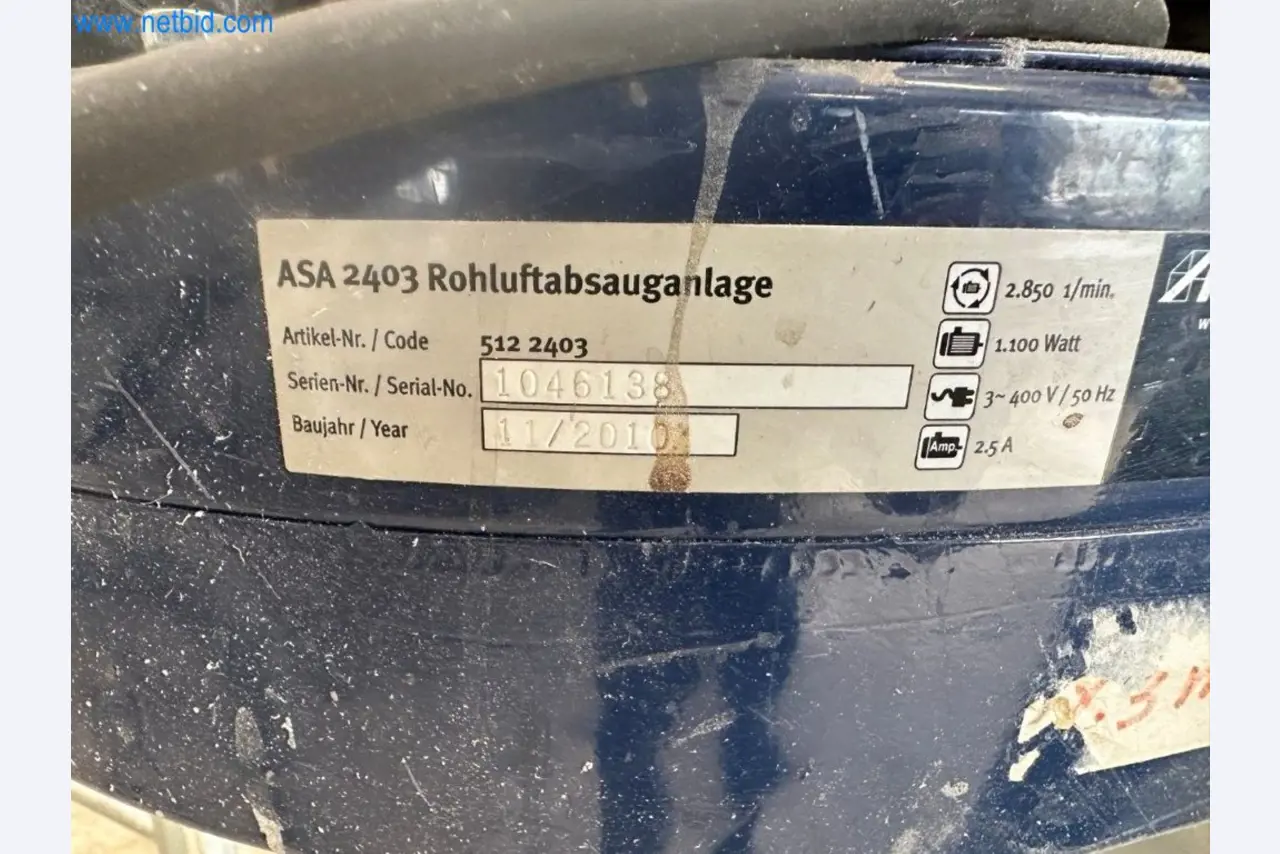 www.netbid.com
ASA 2403 Rohluftabsauganlage
Artikel-Nr. / Code 512 2403
Serien-Nr. / Serial-No. 1046138
Baujahr / Year 11/2010
2.850 1/min.
1.100 Watt
3~ 400 V / 50 Hz
Amp. 2.5 A